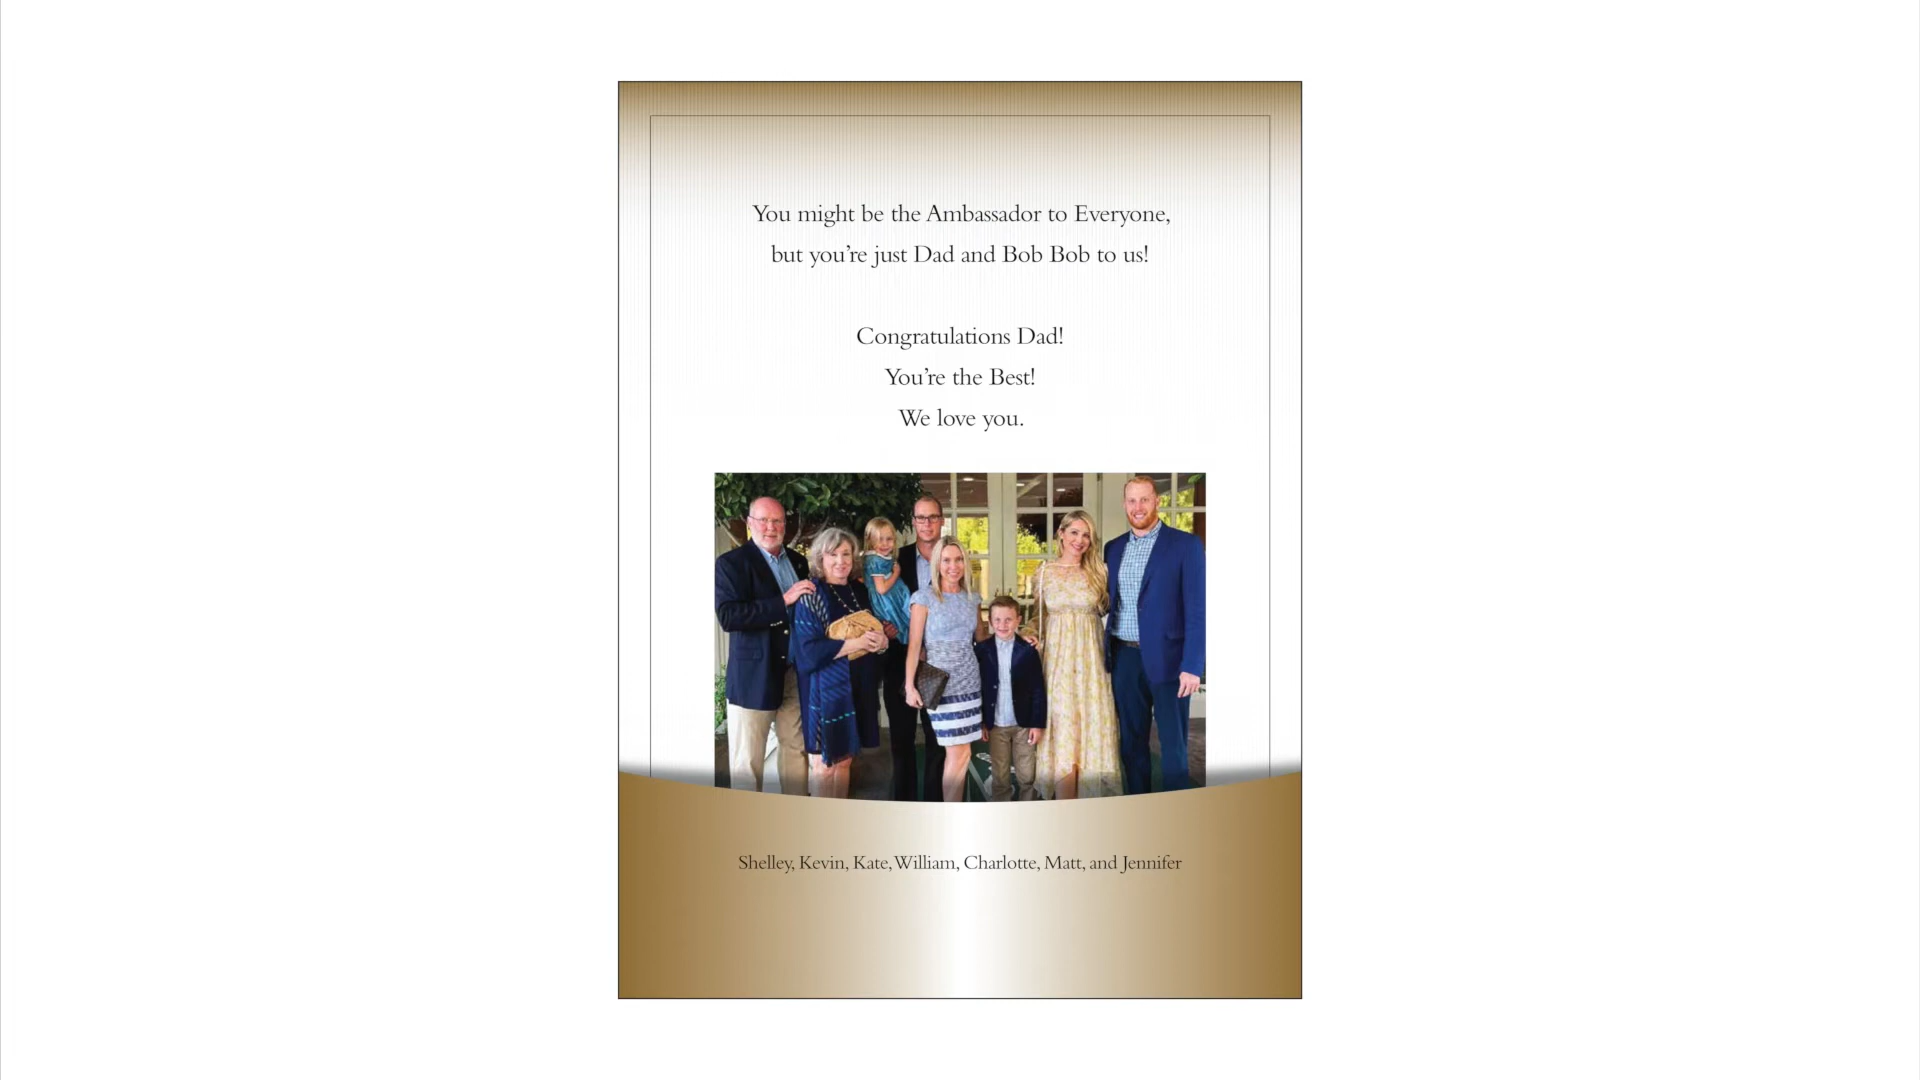 You might be the Ambassador to Everyone,
but you’re just Dad and Bob Bob to us!
Congratulations Dad!
You’re the Best!
We love you.
Shelley, Kevin, Kate, William, Charlotte, Matt, and Jennifer